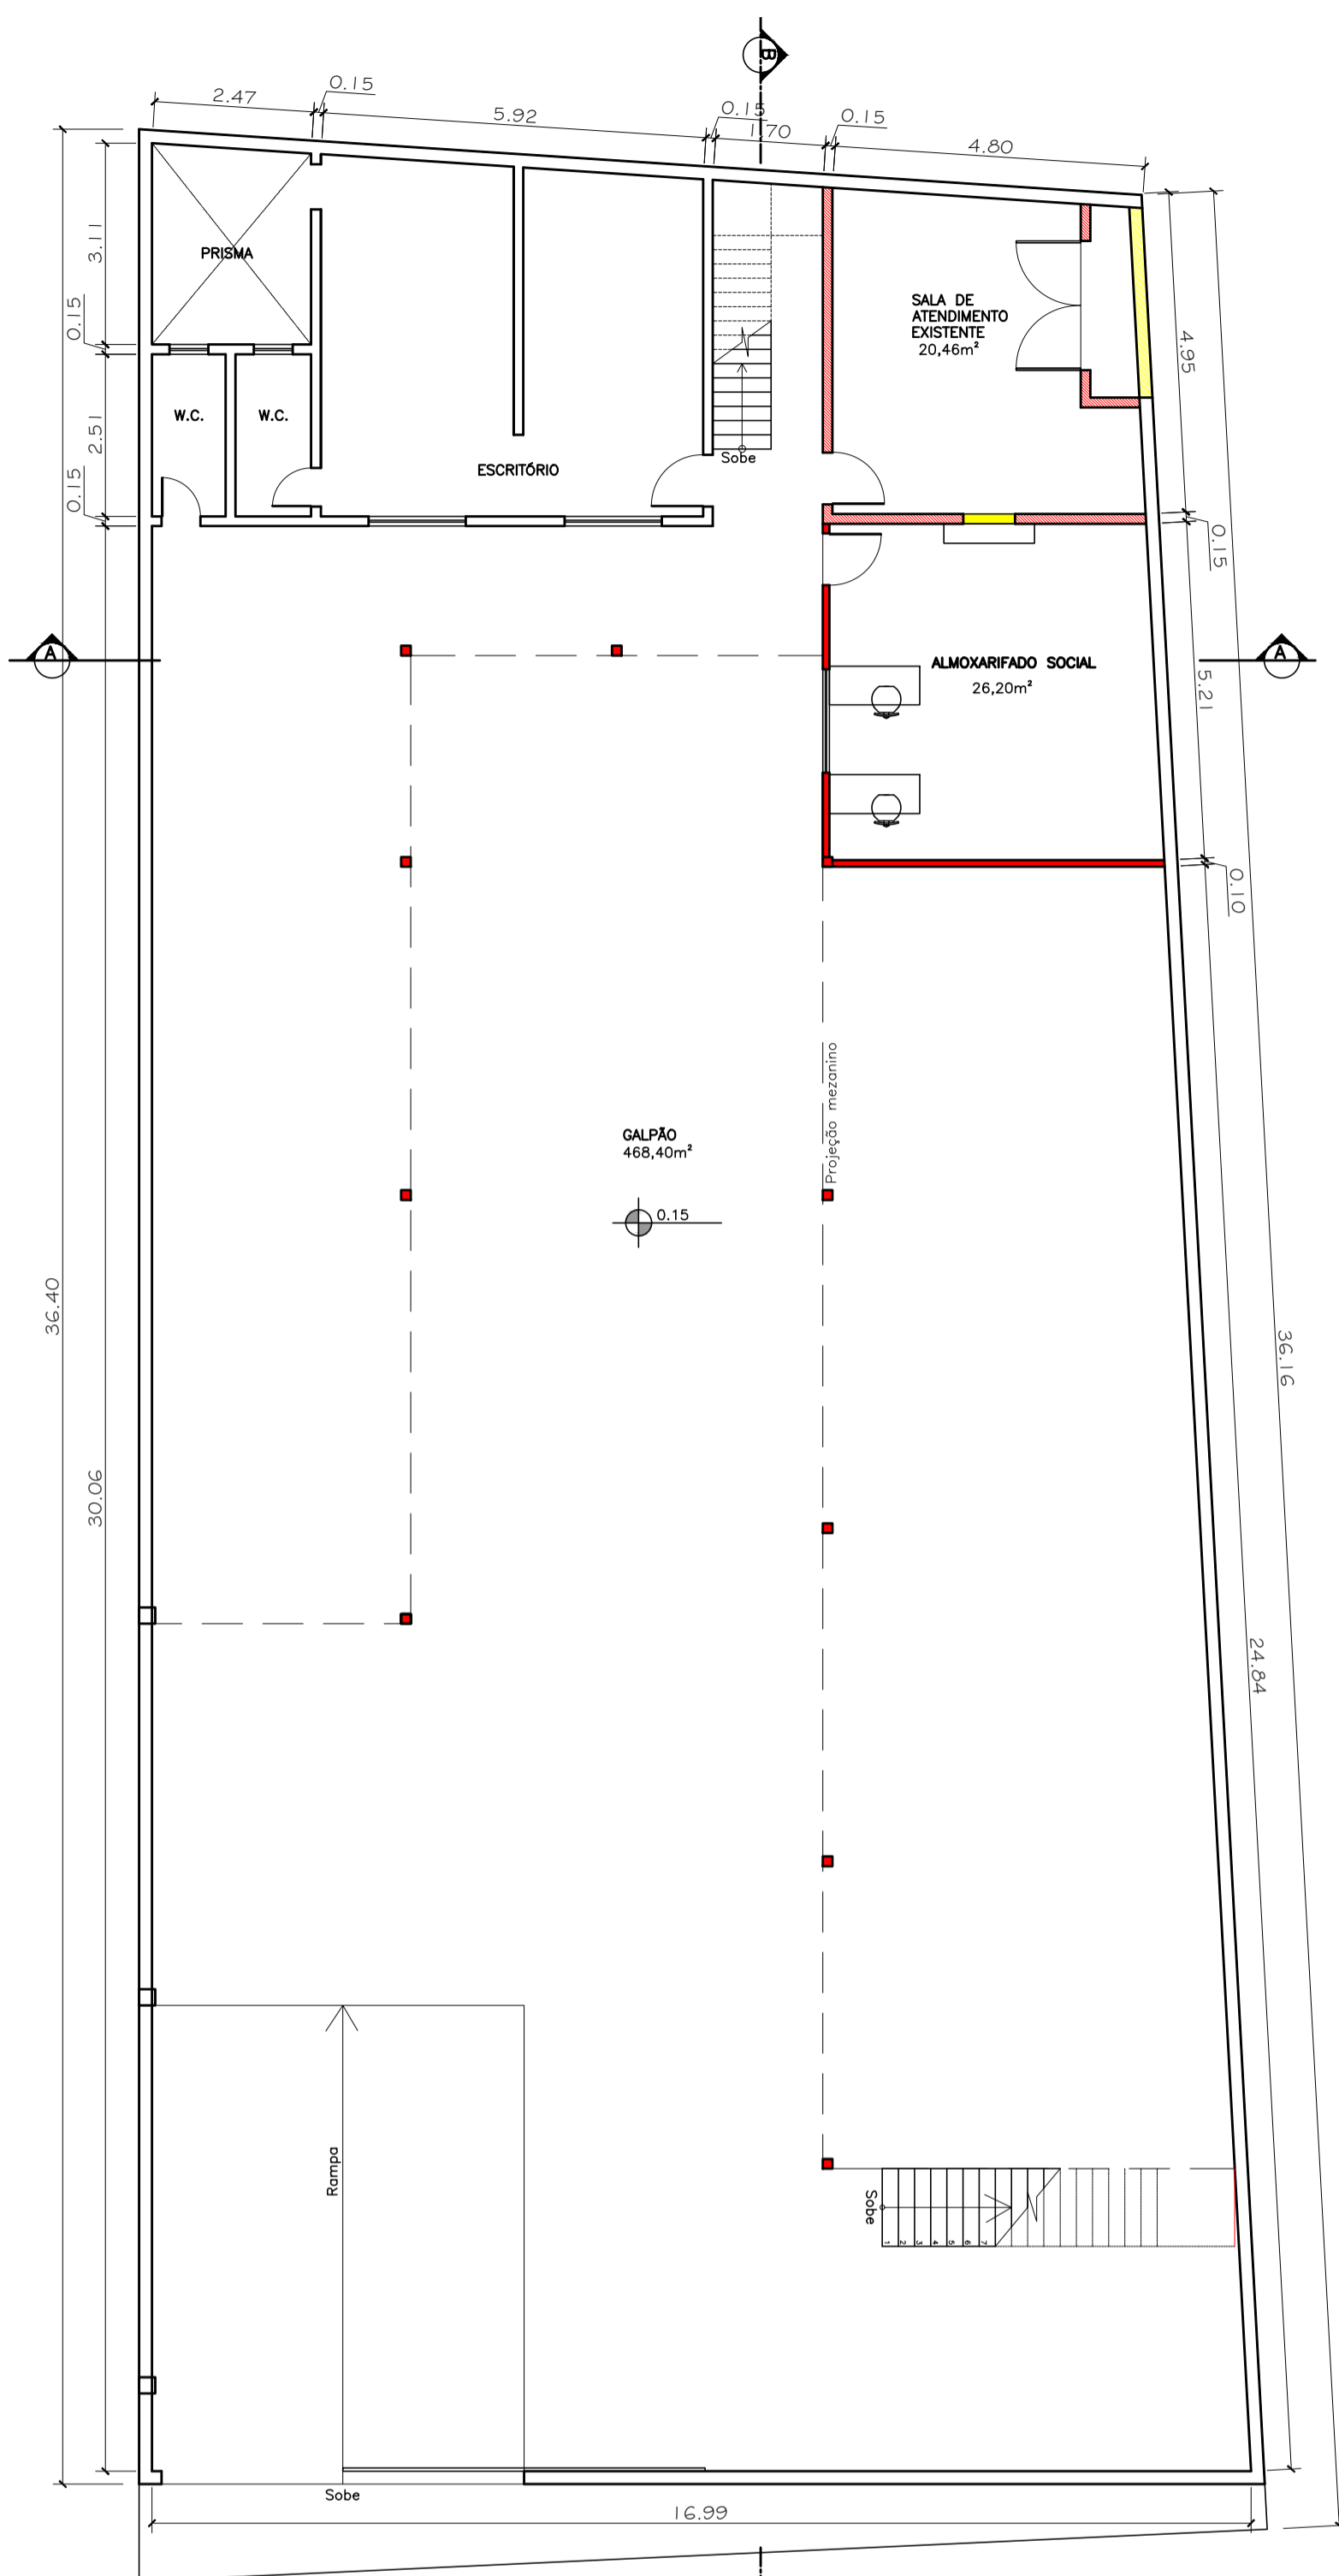 B
2.47
0.15
5.92
0.15
1.70
0.15
4.80
3.11
PRISMA
0.15
SALA DE
ATENDIMENTO
EXISTENTE
20,46m²
4.95
W.C.
W.C.
2.51
ESCRITÓRIO
Sobe
0.15
0.15
A
ALMOXARIFADO SOCIAL
26,20m²
5.21
A
0.10
Projeção mezanino
GALPÃO
468,40m²
0.15
36.40
36.16
30.06
24.84
Rampa
Sobe
1
2
3
4
5
6
7
Sobe
16.99